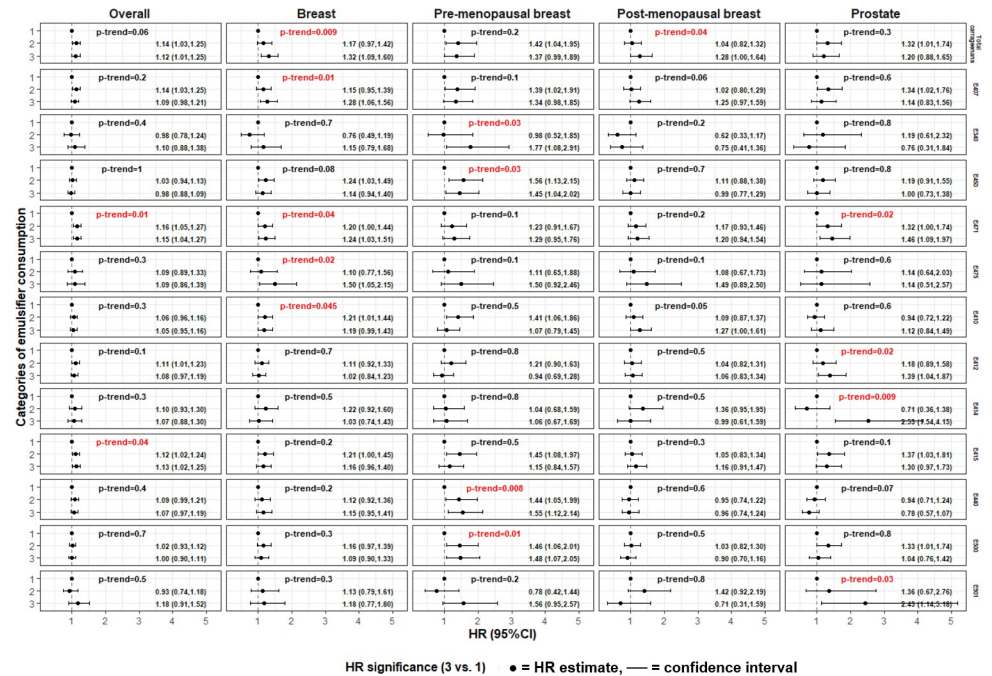 Overall Breast Pre-menopausal breast Post-menopausal breast Prostate
Categories of emulsifier consumption
1 p-trend=0.06 p-trend=0.009 p-trend=0.2 p-trend=0.04 p-trend=0.3
2 1.14 (1.03,1.25) 1.17 (0.97,1.42) 1.42 (1.04,1.95) 1.04 (0.82,1.32) 1.32 (1.01,1.74)
3 1.12 (1.01,1.25) 1.32 (1.09,1.60) 1.37 (0.99,1.89) 1.28 (1.00,1.64) 1.20 (0.88,1.65)
Total
carrageenans
1 p-trend=0.2 p-trend=0.01 p-trend=0.1 p-trend=0.06 p-trend=0.6
2 1.14 (1.03,1.25) 1.15 (0.95,1.39) 1.39 (1.02,1.91) 1.02 (0.80,1.29) 1.34 (1.02,1.76)
3 1.09 (0.98,1.21) 1.28 (1.06,1.56) 1.34 (0.98,1.85) 1.25 (0.97,1.59) 1.14 (0.83,1.56)
E407
1 p-trend=0.4 p-trend=0.7 p-trend=0.03 p-trend=0.2 p-trend=0.8
2 0.98 (0.78,1.24) 0.76 (0.49,1.19) 0.98 (0.52,1.85) 0.62 (0.33,1.17) 1.19 (0.61,2.32)
3 1.10 (0.88,1.38) 1.15 (0.79,1.68) 1.77 (1.08,2.91) 0.75 (0.41,1.36) 0.76 (0.31,1.84)
E340
1 p-trend=1 p-trend=0.08 p-trend=0.03 p-trend=0.7 p-trend=0.8
2 1.03 (0.94,1.13) 1.24 (1.03,1.49) 1.56 (1.13,2.15) 1.11 (0.88,1.38) 1.19 (0.91,1.55)
3 0.98 (0.88,1.09) 1.14 (0.94,1.40) 1.45 (1.04,2.02) 0.99 (0.77,1.29) 1.00 (0.73,1.38)
1 p-trend=0.01 p-trend=0.04 p-trend=0.1 p-trend=0.2 p-trend=0.02
2 1.16 (1.05,1.27) 1.20 (1.00,1.44) 1.23 (0.91,1.67) 1.17 (0.93,1.46) 1.32 (1.00,1.74)
3 1.15 (1.04,1.27) 1.24 (1.03,1.51) 1.29 (0.95,1.76) 1.20 (0.94,1.54) 1.46 (1.09,1.97)
E471
1 p-trend=0.3 p-trend=0.02 p-trend=0.1 p-trend=0.1 p-trend=0.6
2 1.09 (0.89,1.33) 1.10 (0.77,1.56) 1.11 (0.65,1.88) 1.08 (0.67,1.73) 1.14 (0.64,2.03)
3 1.09 (0.86,1.39) 1.50 (1.05,2.15) 1.50 (0.92,2.46) 1.49 (0.89,2.50) 1.14 (0.51,2.57)
E475
1 p-trend=0.3 p-trend=0.045 p-trend=0.5 p-trend=0.05 p-trend=0.6
2 1.06 (0.96,1.16) 1.21 (1.01,1.44) 1.41 (1.06,1.86) 1.09 (0.87,1.37) 0.94 (0.72,1.22)
3 1.05 (0.95,1.16) 1.19 (0.99,1.43) 1.07 (0.79,1.45) 1.27 (1.00,1.61) 1.12 (0.84,1.49)
E410
1 p-trend=0.1 p-trend=0.7 p-trend=0.8 p-trend=0.5 p-trend=0.02
2 1.11 (1.01,1.23) 1.11 (0.92,1.33) 1.21 (0.90,1.63) 1.04 (0.82,1.31) 1.18 (0.89,1.58)
3 1.08 (0.97,1.19) 1.02 (0.84,1.23) 0.94 (0.69,1.28) 1.06 (0.83,1.34) 1.39 (1.04,1.87)
E412
1 p-trend=0.3 p-trend=0.5 p-trend=0.8 p-trend=0.5 p-trend=0.009
2 1.10 (0.93,1.30) 1.22 (0.92,1.60) 1.04 (0.68,1.59) 1.36 (0.95,1.95) 0.71 (0.36,1.38)
3 1.07 (0.88,1.30) 1.03 (0.74,1.43) 1.06 (0.67,1.69) 0.99 (0.61,1.59) 2.53 (1.54,4.15)
E414
1 p-trend=0.04 p-trend=0.2 p-trend=0.5 p-trend=0.3 p-trend=0.1
2 1.12 (1.02,1.24) 1.21 (1.00,1.45) 1.45 (1.08,1.97) 1.05 (0.83,1.34) 1.37 (1.03,1.81)
3 1.13 (1.02,1.25) 1.16 (0.96,1.40) 1.15 (0.84,1.57) 1.16 (0.91,1.47) 1.30 (0.97,1.73)
E415
1 p-trend=0.4 p-trend=0.2 p-trend=0.008 p-trend=0.6 p-trend=0.07
2 1.09 (0.99,1.21) 1.12 (0.92,1.36) 1.44 (1.05,1.99) 0.95 (0.74,1.22) 0.94 (0.71,1.24)
3 1.07 (0.97,1.19) 1.15 (0.95,1.41) 1.55 (1.12,2.14) 0.96 (0.74,1.24) 0.78 (0.57,1.07)
E440
1 p-trend=0.7 p-trend=0.3 p-trend=0.01 p-trend=0.5 p-trend=0.8
2 1.02 (0.93,1.12) 1.16 (0.97,1.39) 1.46 (1.06,2.01) 1.03 (0.82,1.30) 1.33 (1.01,1.74)
3 1.00 (0.90,1.11) 1.09 (0.90,1.33) 1.48 (1.07,2.05) 0.90 (0.70,1.16) 1.04 (0.76,1.42)
E500
1 p-trend=0.5 p-trend=0.3 p-trend=0.2 p-trend=0.8 p-trend=0.03
2 0.93 (0.74,1.18) 1.13 (0.79,1.61) 0.78 (0.42,1.44) 1.42 (0.92,2.19) 1.36 (0.67,2.76)
3 1.18 (0.91,1.52) 1.18 (0.77,1.80) 1.56 (0.95,2.57) 0.71 (0.31,1.59) 2.43 (1.14,5.18)
E501
0 1 2 3 4 5 0 1 2 3 4 5 0 1 2 3 4 5 0 1 2 3 4 5 0 1 2 3 4 5
HR (95%CI)
HR significance (3 vs. 1) ● = HR estimate, — = confidence interval